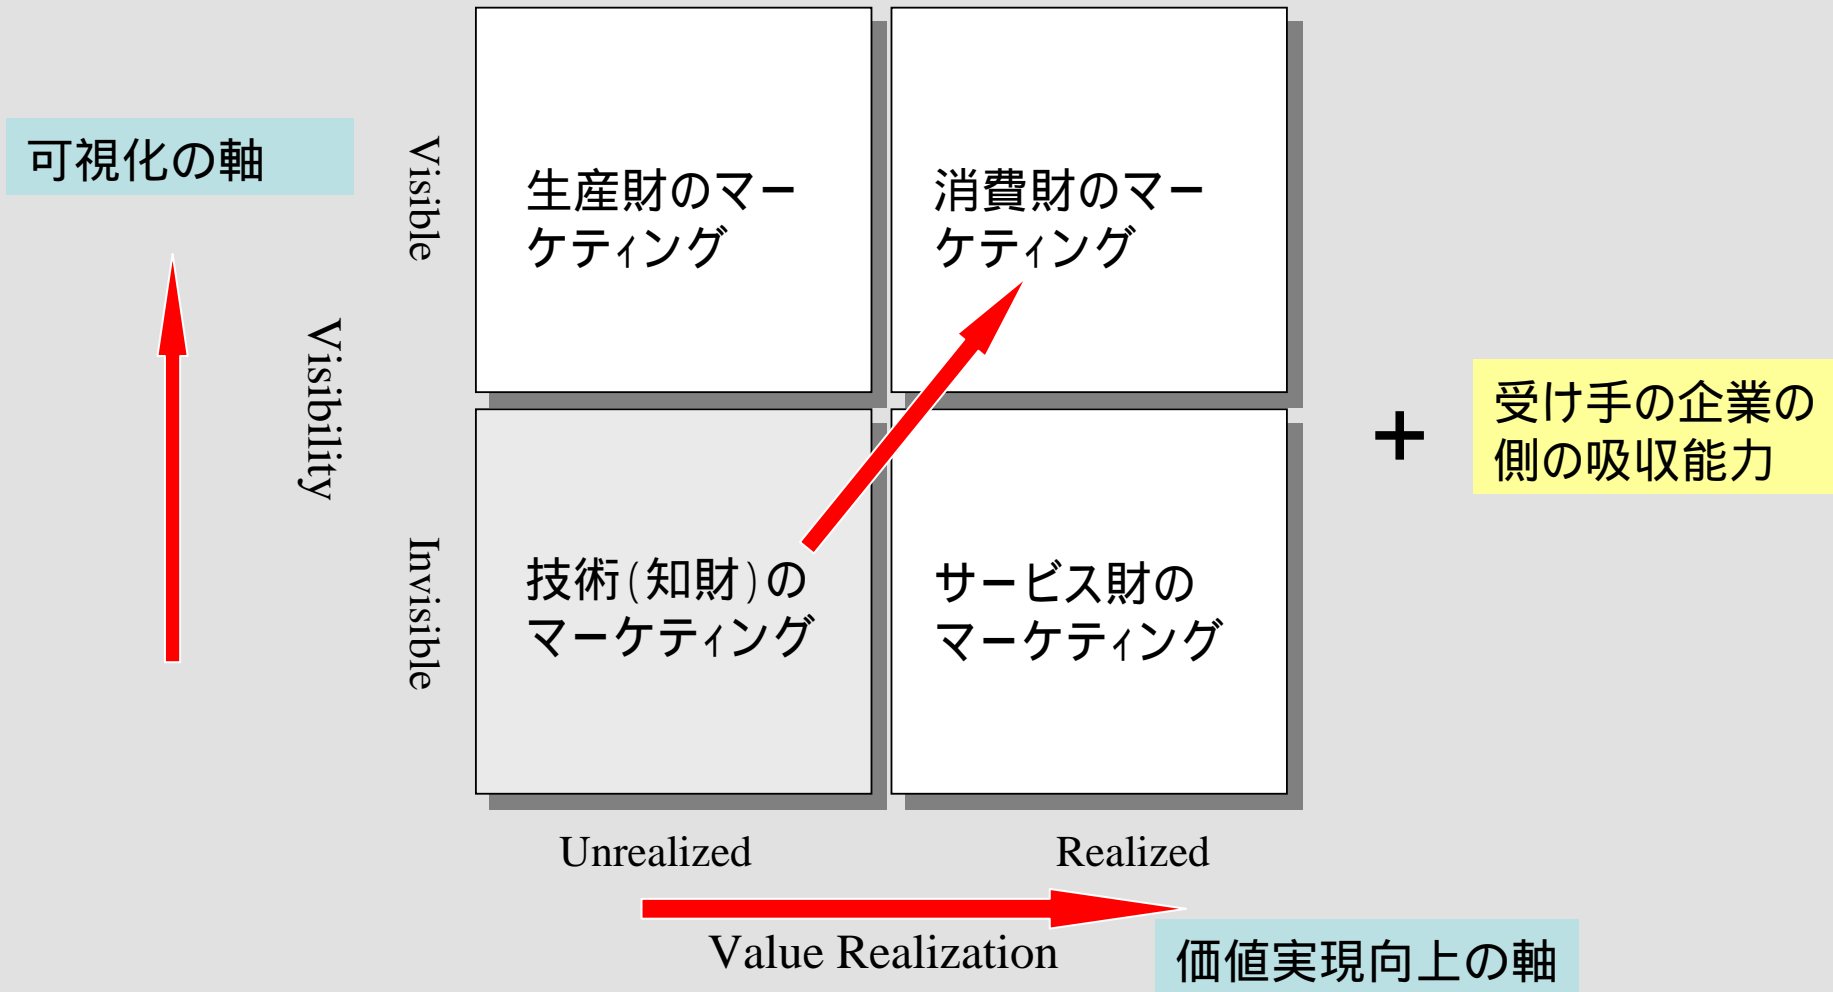 可視化の軸
Visibility
Visible
Invisible
生産財のマー
ケティング
消費財のマー
ケティング
技術(知財)の
マーケティング
サービス財の
マーケティング
+
受け手の企業の
側の吸収能力
Unrealized
Realized
Value Realization
価値実現向上の軸